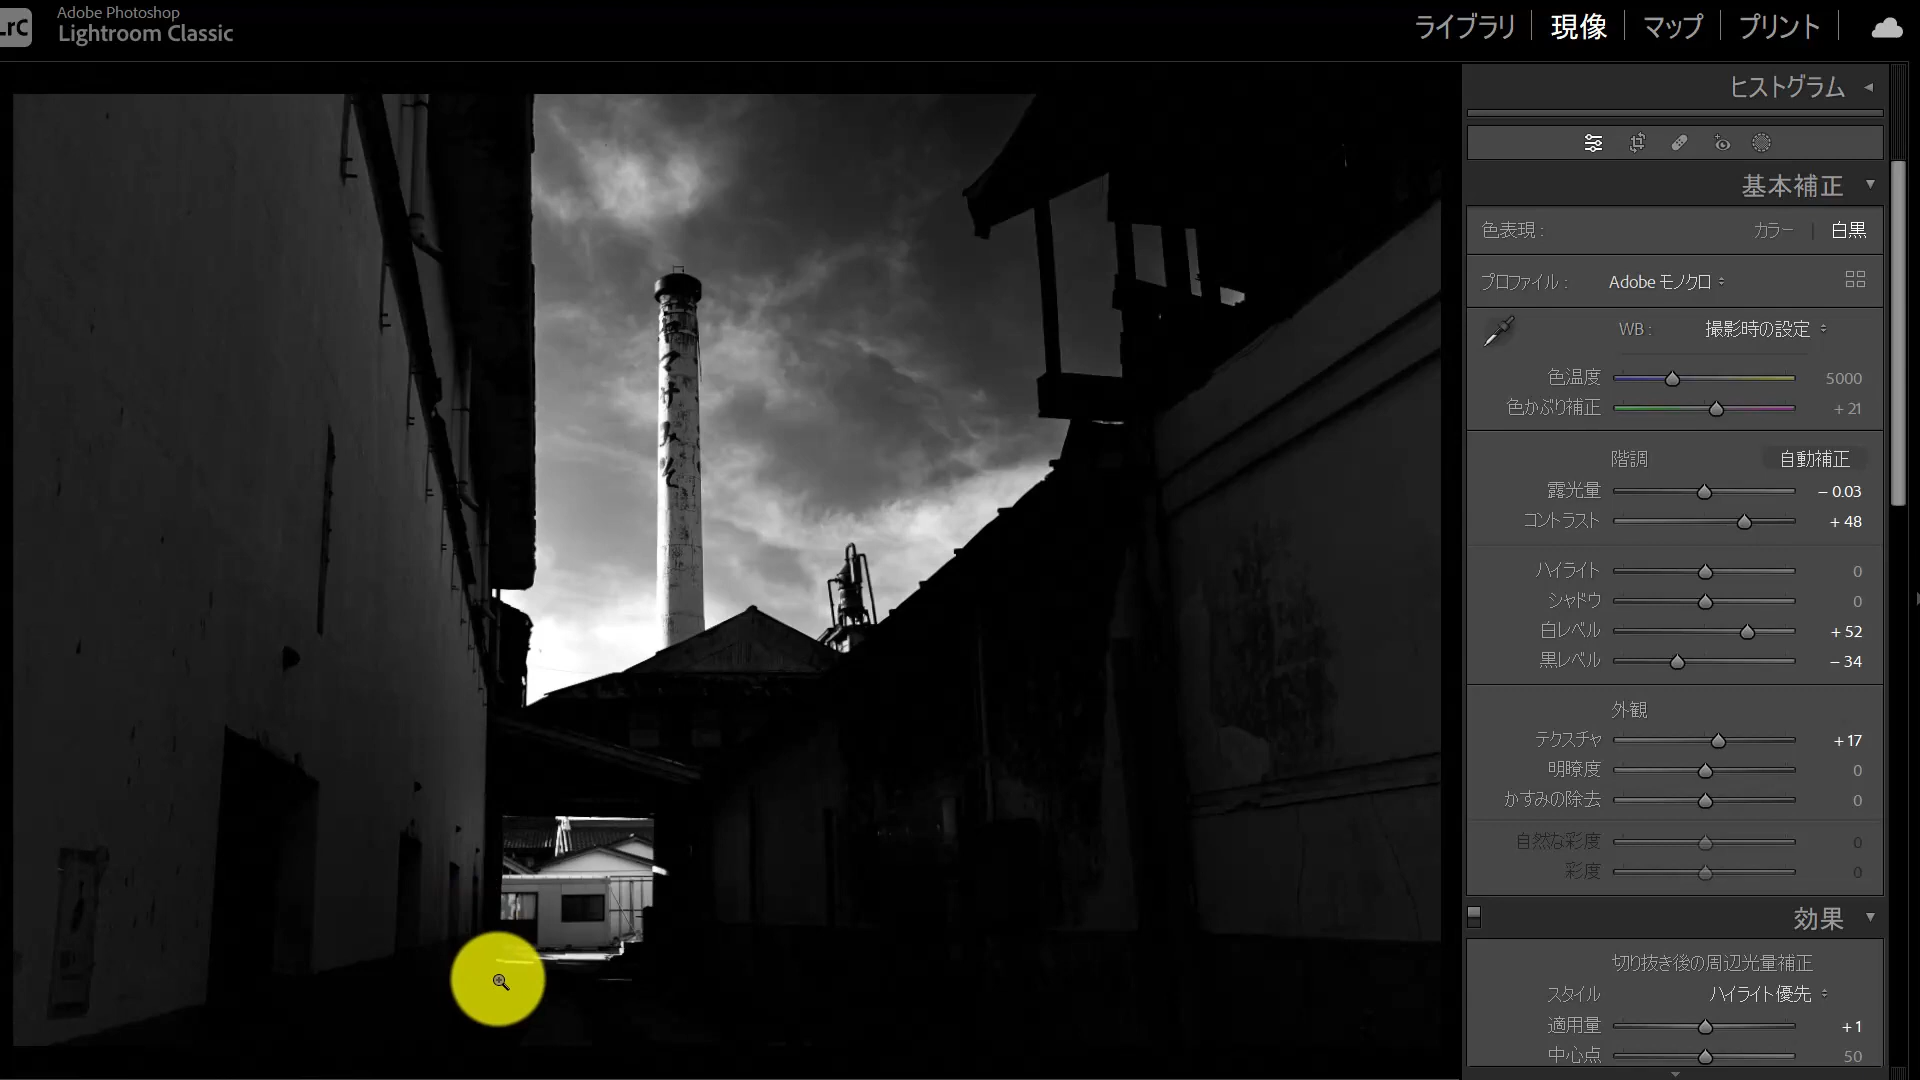 LrC
Adobe Photoshop
Lightroom Classic
ライブラリ
現像
マップ
プリント
ヒストグラム
基本補正
色表現 :
カラー
白黒
プロファイル :
Adobe モノクロ
WB :
撮影時の設定
色温度
5000
色かぶり補正
+ 21
階調
自動補正
露光量
– 0.03
コントラスト
+ 48
ハイライト
0
シャドウ
0
白レベル
+ 52
黒レベル
– 34
外観
テクスチャ
+ 17
明瞭度
0
かすみの除去
0
自然な彩度
0
彩度
0
効果
切り抜き後の周辺光量補正
スタイル
ハイライト優先
適用量
+ 1
中心点
50
マナみそ